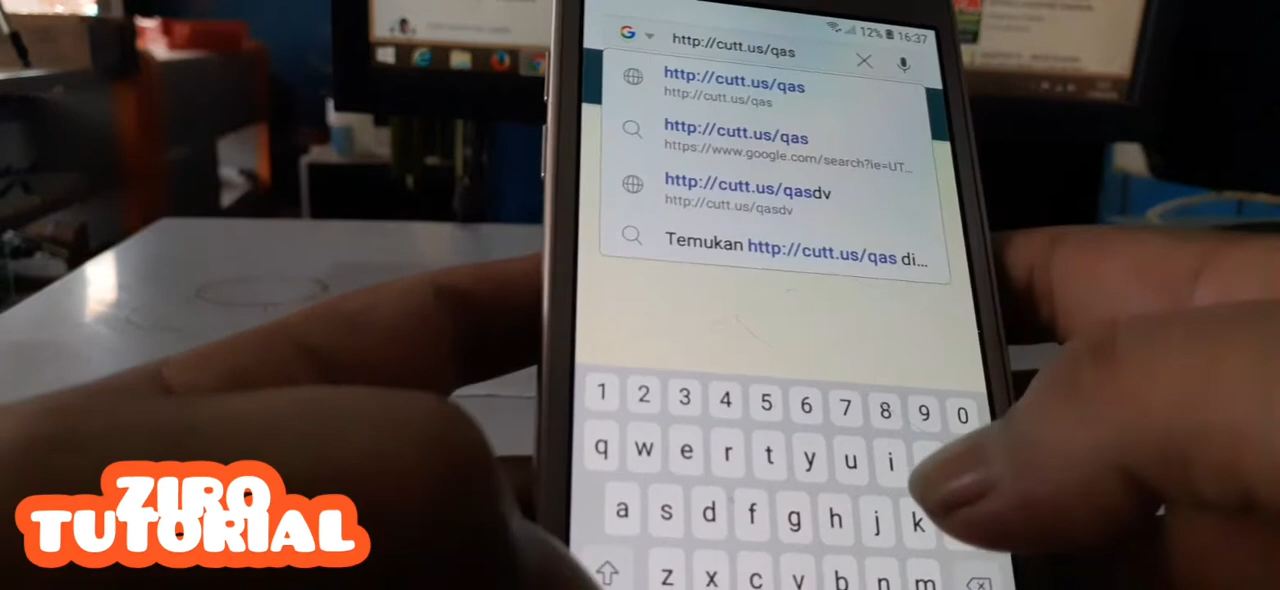 12% 16:37
http://cutt.us/qas
http://cutt.us/qas
http://cutt.us/qas
http://cutt.us/qas
https://www.google.com/search?ie=UT...
http://cutt.us/qasdv
http://cutt.us/qasdv
Temukan http://cutt.us/qas di...
1 2 3 4 5 6 7 8 9 0
q w e r t y u i
a s d f g h j k
z x c v b n m
ZIRO
TUTORIAL